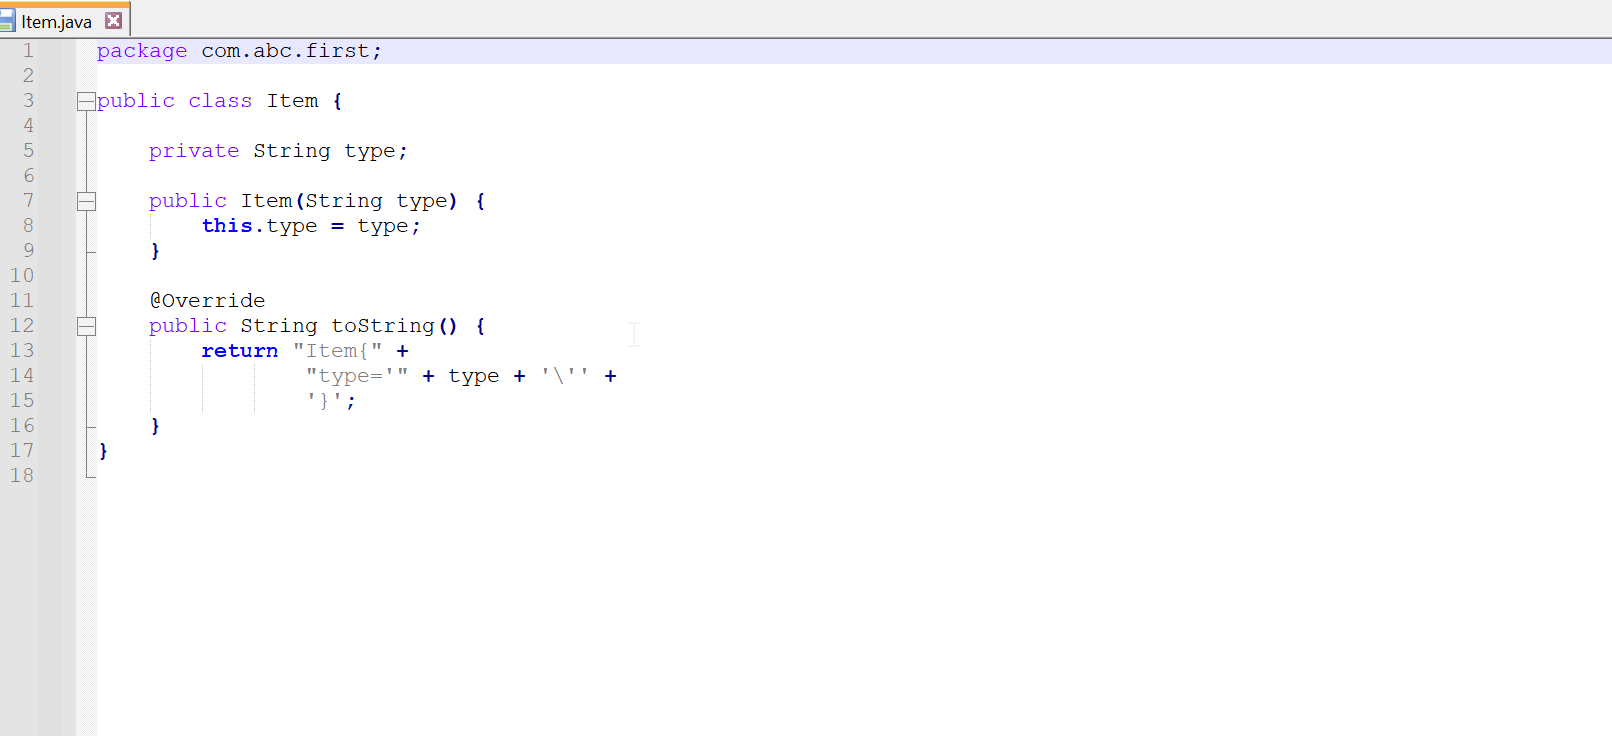 Item.java
1 package com.abc.first;
2
3 public class Item {
4
5     private String type;
6
7     public Item(String type) {
8         this.type = type;
9     }
10
11     @Override
12     public String toString() {
13         return "Item{" +
14                 "type='" + type + '\'' +
15                 '}';
16     }
17 }
18